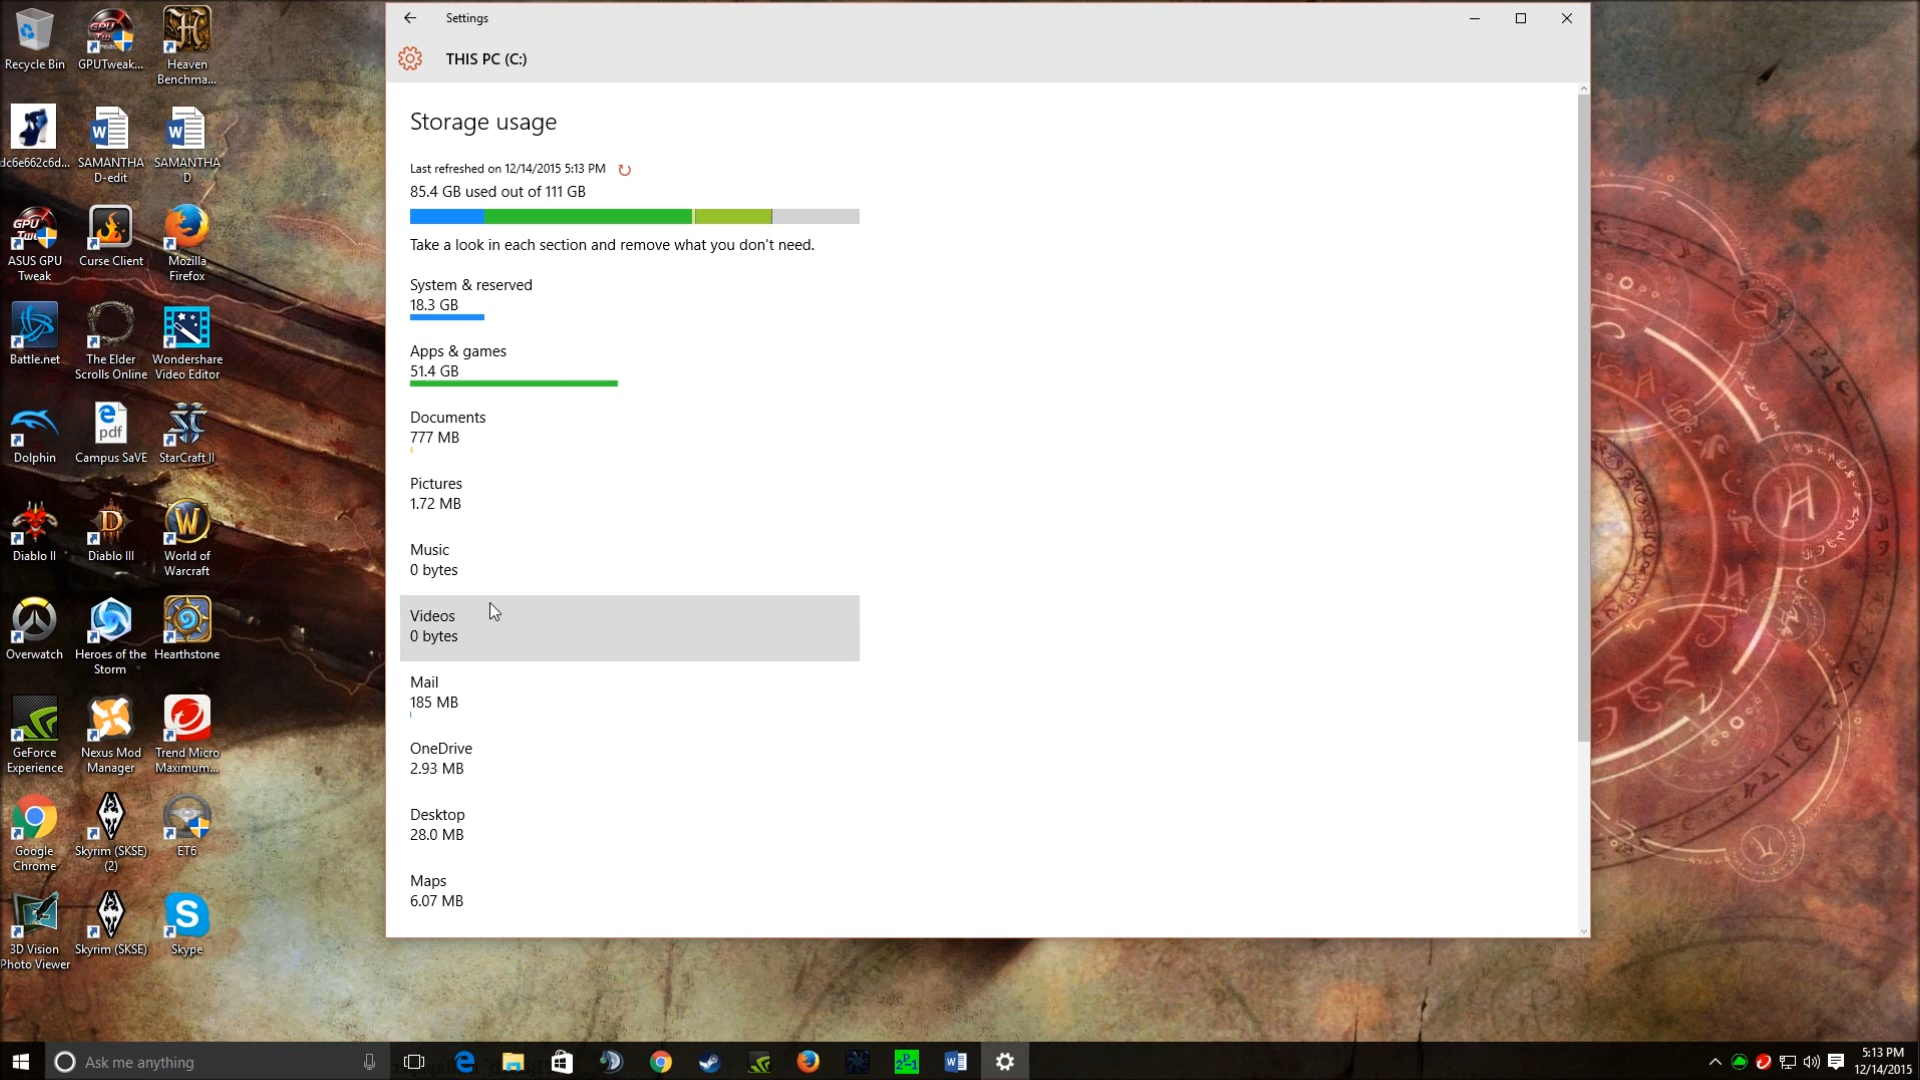 Settings
THIS PC (C:)
Storage usage
Last refreshed on 12/14/2015 5:13 PM
85.4 GB used out of 111 GB
Take a look in each section and remove what you don't need.
System & reserved
18.3 GB
Apps & games
51.4 GB
Documents
777 MB
Pictures
1.72 MB
Music
0 bytes
Videos
0 bytes
Mail
185 MB
OneDrive
2.93 MB
Desktop
28.0 MB
Maps
6.07 MB
Recycle Bin
GPUTweak...
Heaven
Benchma...
dc6e662c6d...
SAMANTHA
D-edit
SAMANTHA
D
ASUS GPU
Tweak
Curse Client
Mozilla
Firefox
Battle.net
The Elder
Scrolls Online
Wondershare
Video Editor
Dolphin
pdf
Campus SaVE
StarCraft II
Diablo II
Diablo III
World of
Warcraft
Overwatch
Heroes of the
Storm
Hearthstone
GeForce
Experience
Nexus Mod
Manager
Trend Micro
Maximum...
Google
Chrome
Skyrim (SKSE)
(2)
ET6
3D Vision
Photo Viewer
Skyrim (SKSE)
Skype
Ask me anything
5:13 PM
12/14/2015